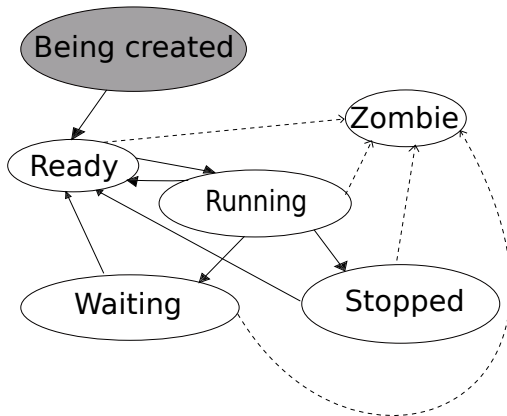 Being created
Zombie
Ready
Running
Waiting
Stopped